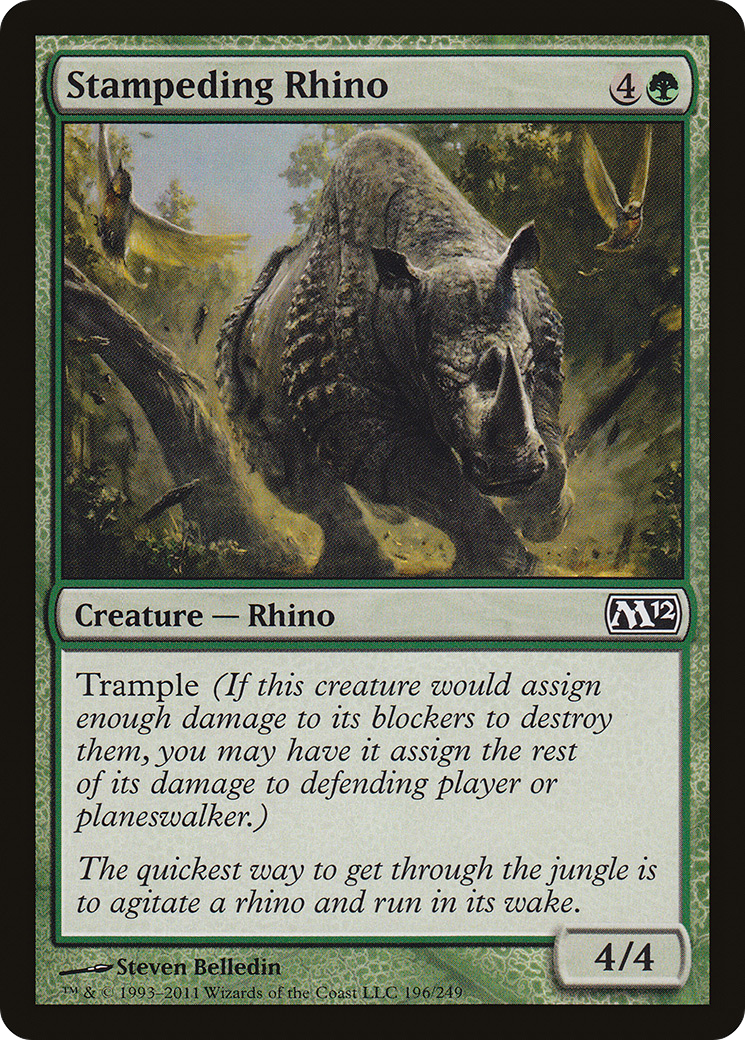 Stampeding Rhino 4
Creature — Rhino M12
Trample (If this creature would assign
enough damage to its blockers to destroy
them, you may have it assign the rest
of its damage to defending player or
planeswalker.)
The quickest way to get through the jungle is
to agitate a rhino and run in its wake.
4/4
Steven Belledin
™ & © 1993–2011 Wizards of the Coast LLC 196/249